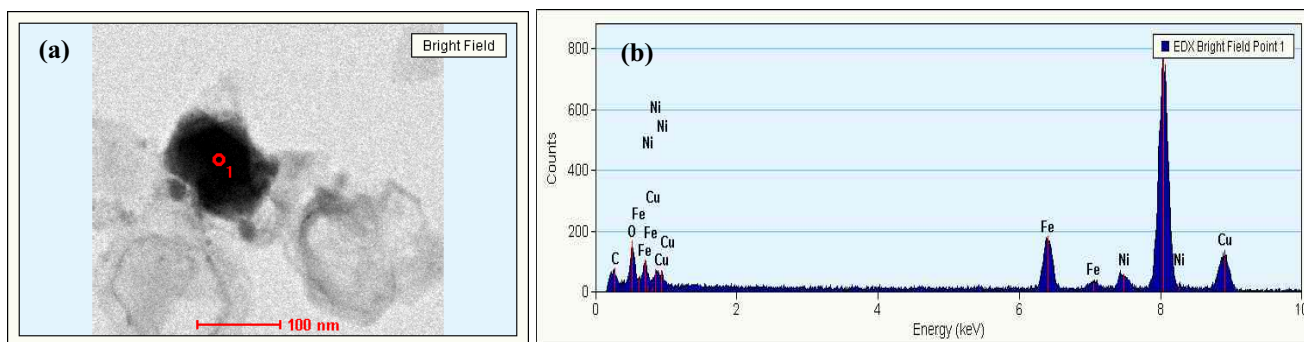 (a)
Bright Field
1
100 nm
(b)
EDX Bright Field Point 1
Counts
800
600
400
200
0
Ni
Ni
Ni
Cu
Fe
O
Fe
Fe
Cu
Cu
C
Fe
Fe
Ni
Ni
Cu
0
2
4
6
8
10
Energy (keV)